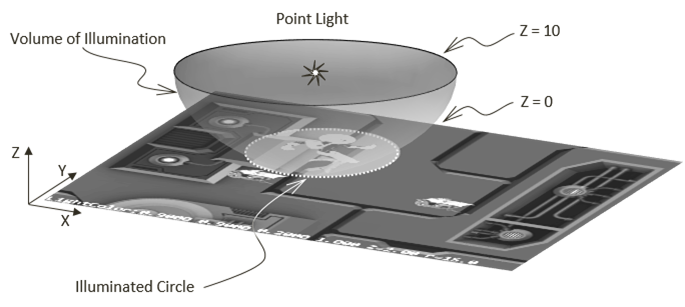 Point Light
Volume of Illumination
Z = 10
Z = 0
Z
Y
X
Illuminated Circle